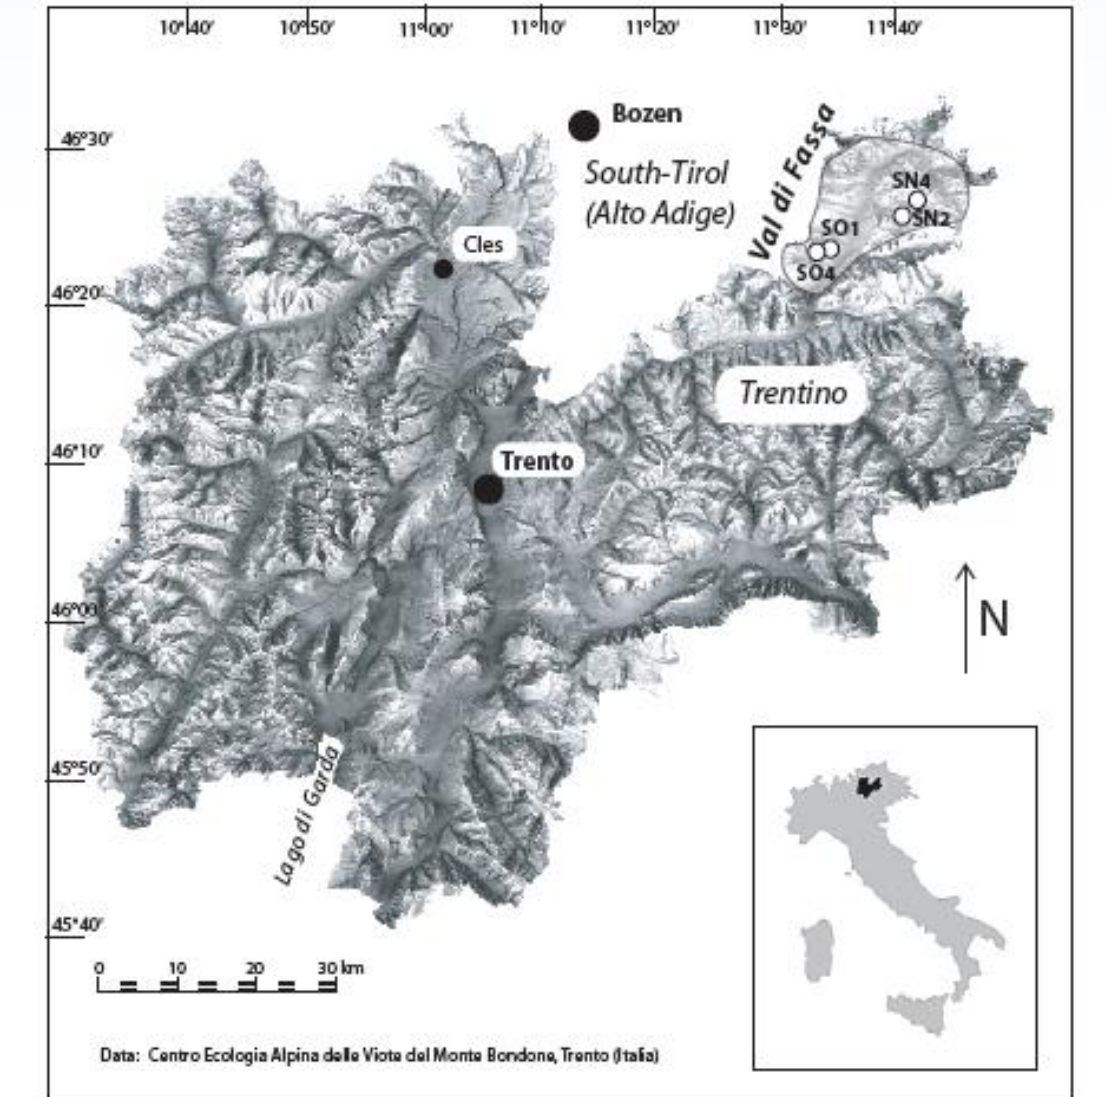 10°40' 10°50' 11°00' 11°10' 11°20' 11°30' 11°40'
46°30'
Bozen
South-Tirol
(Alto Adige)
Val di Fassa
SN4
SN2
SO1
SO4
Cles
46°20'
Trentino
46°10'
Trento
46°00'
N
45°50'
Lago di Garda
45°40'
0 10 20 30 km
Data: Centro Ecologia Alpina delle Viote del Monte Bondone, Trento (Italia)